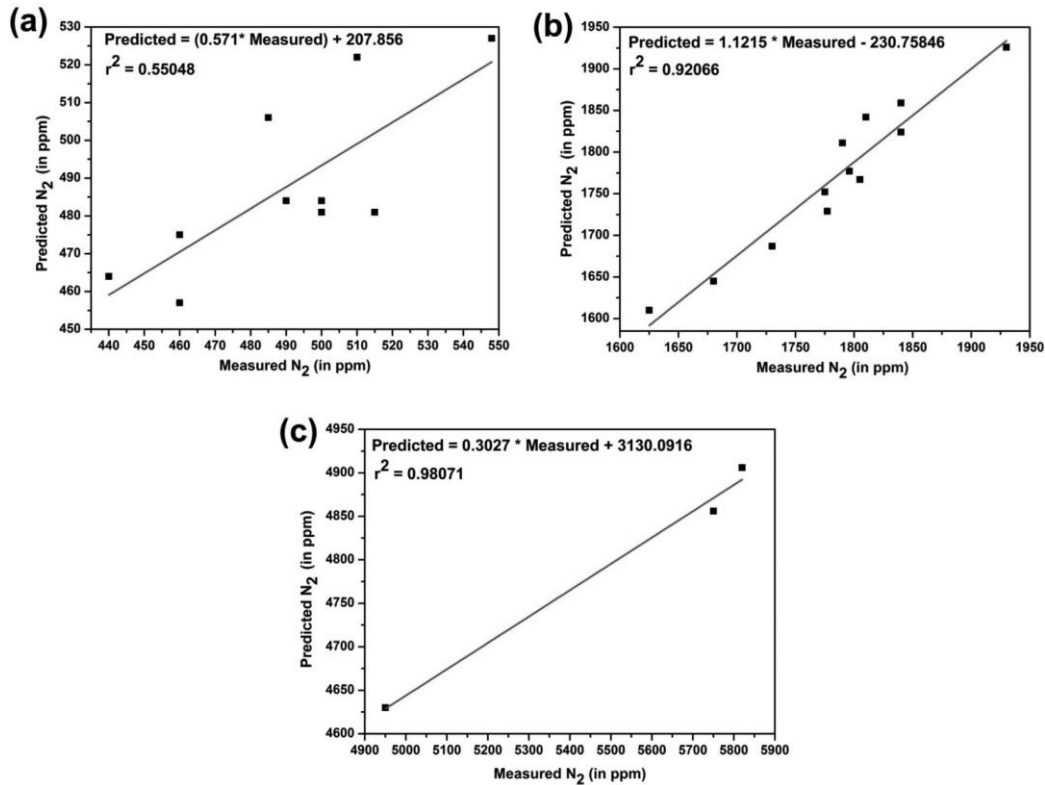 (a)
Predicted = (0.571* Measured) + 207.856
r² = 0.55048
530
520
510
500
490
480
470
460
450
Predicted N₂ (in ppm)
440 450 460 470 480 490 500 510 520 530 540 550
Measured N₂ (in ppm)
(b)
Predicted = 1.1215 * Measured - 230.75846
r² = 0.92066
1950
1900
1850
1800
1750
1700
1650
1600
Predicted N₂ (in ppm)
1600 1650 1700 1750 1800 1850 1900 1950
Measured N₂ (in ppm)
(c)
Predicted = 0.3027 * Measured + 3130.0916
r² = 0.98071
4950
4900
4850
4800
4750
4700
4650
4600
Predicted N₂ (in ppm)
4900 5000 5100 5200 5300 5400 5500 5600 5700 5800 5900
Measured N₂ (in ppm)